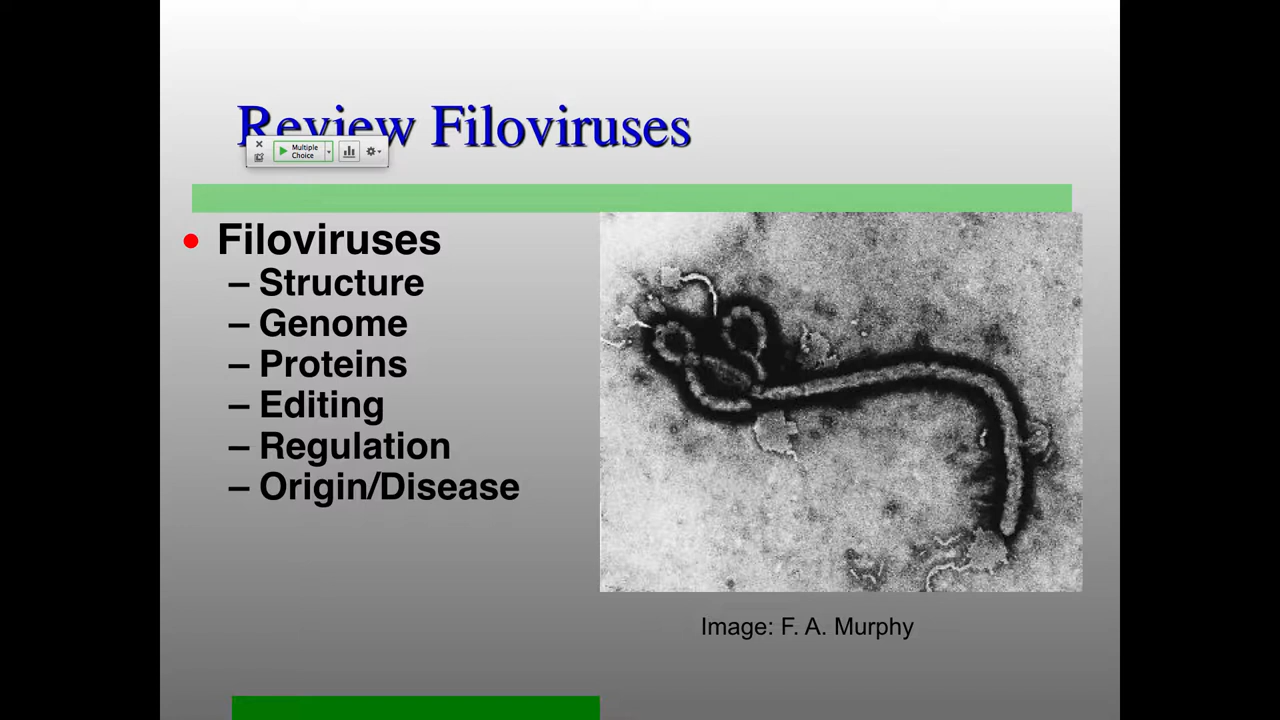 Review Filoviruses
Multiple
Choice
• Filoviruses
– Structure
– Genome
– Proteins
– Editing
– Regulation
– Origin/Disease
Image: F. A. Murphy